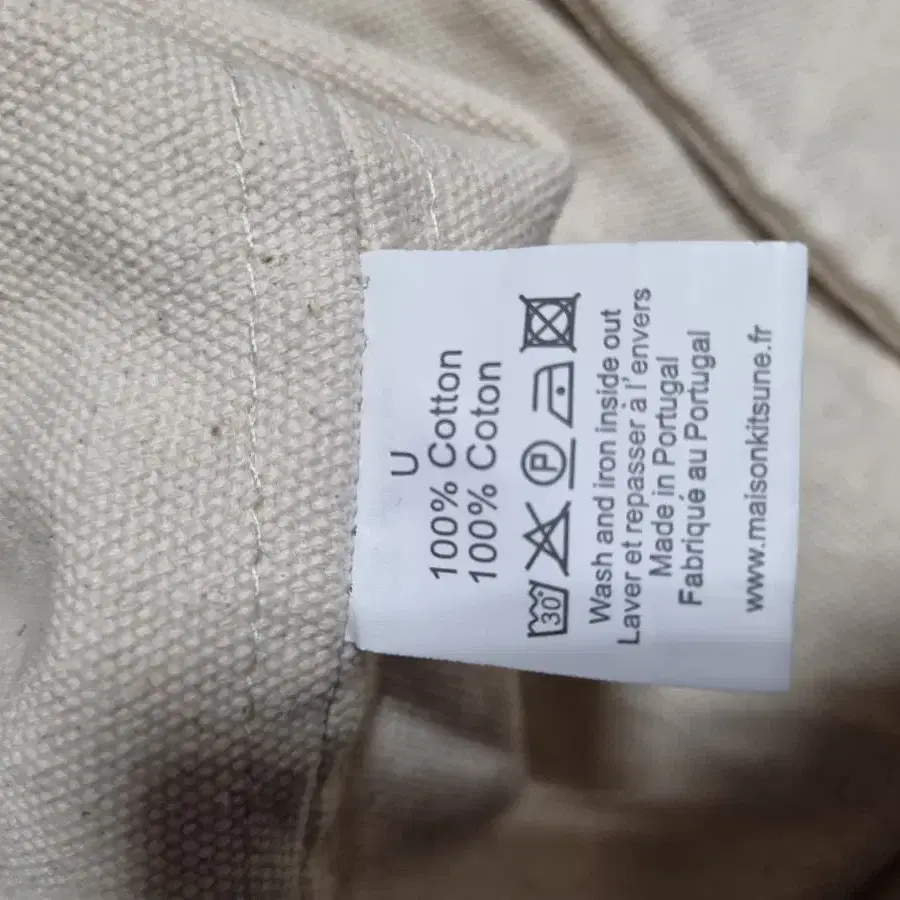 U
100% Cotton
100% Coton
30° P
Wash and iron inside out
Laver et repasser à l'envers
Made in Portugal
Fabriqué au Portugal
www.maisonkitsune.fr